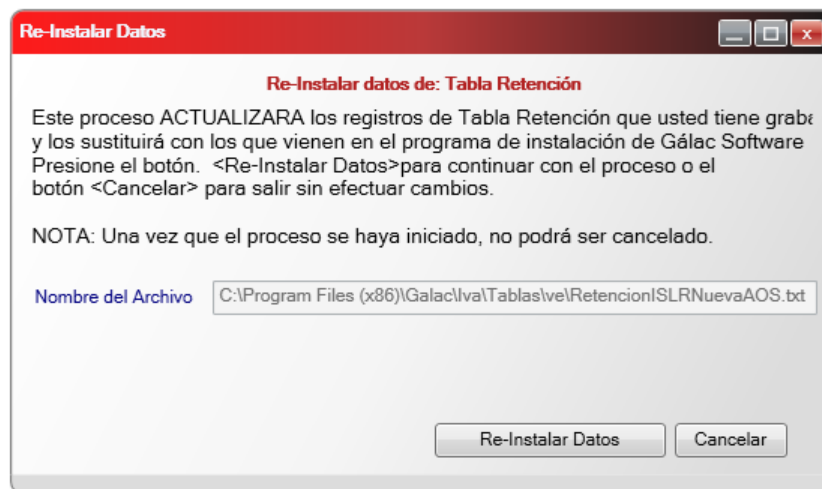 Re-Instalar Datos
Re-Instalar datos de: Tabla Retención
Este proceso ACTUALIZARA los registros de Tabla Retención que usted tiene graba
y los sustituirá con los que vienen en el programa de instalación de Gálac Software
Presione el botón. <Re-Instalar Datos>para continuar con el proceso o el
botón <Cancelar> para salir sin efectuar cambios.
NOTA: Una vez que el proceso se haya iniciado, no podrá ser cancelado.
Nombre del Archivo C:\Program Files (x86)\Galac\Iva\Tablas\ve\RetencionISLRNuevaAOS.txt
Re-Instalar Datos Cancelar